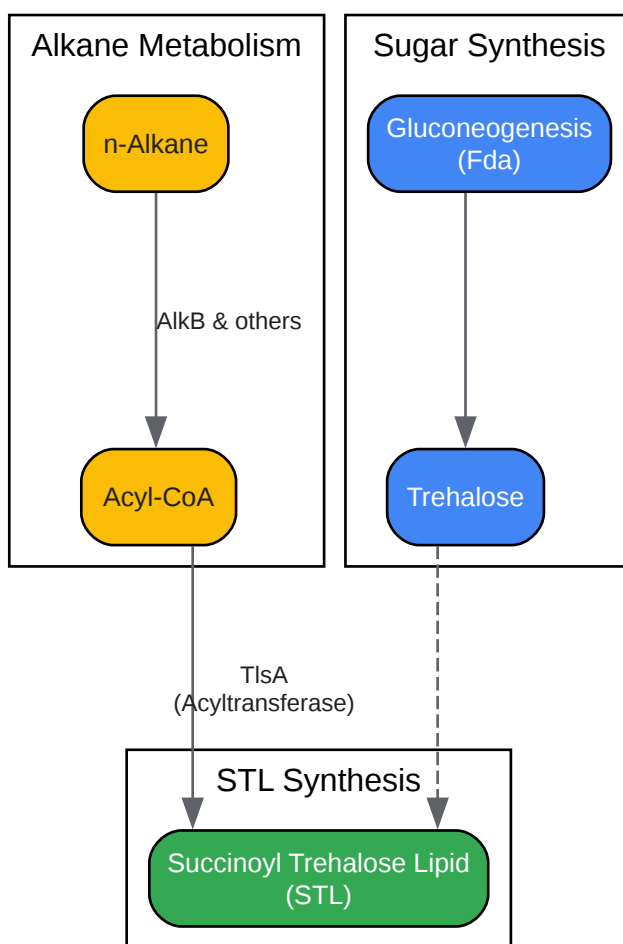 Alkane Metabolism
Sugar Synthesis
n-Alkane
Gluconeogenesis
(Fda)
AlkB & others
Acyl-CoA
Trehalose
TlsA
(Acyltransferase)
STL Synthesis
Succinoyl Trehalose Lipid
(STL)